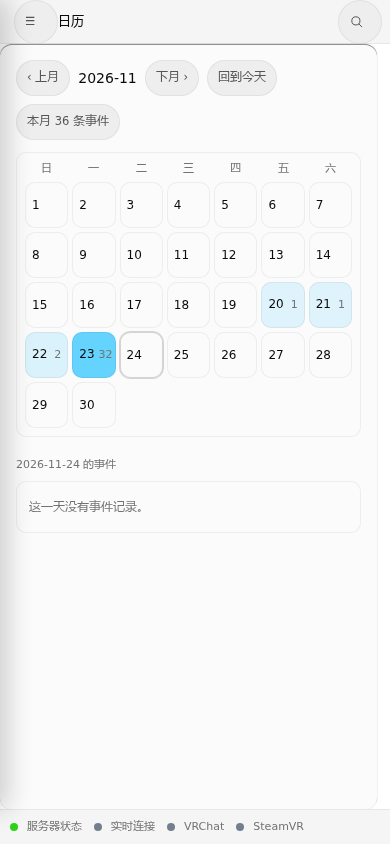 ☰ 日历
‹ 上月 2026-11 下月 › 回到今天
本月 36 条事件
日 一 二 三 四 五 六
1 2 3 4 5 6 7
8 9 10 11 12 13 14
15 16 17 18 19 20 1 21 1
22 2 23 32 24 25 26 27 28
29 30
2026-11-24 的事件
这一天没有事件记录。
服务器状态 实时连接 VRChat SteamVR